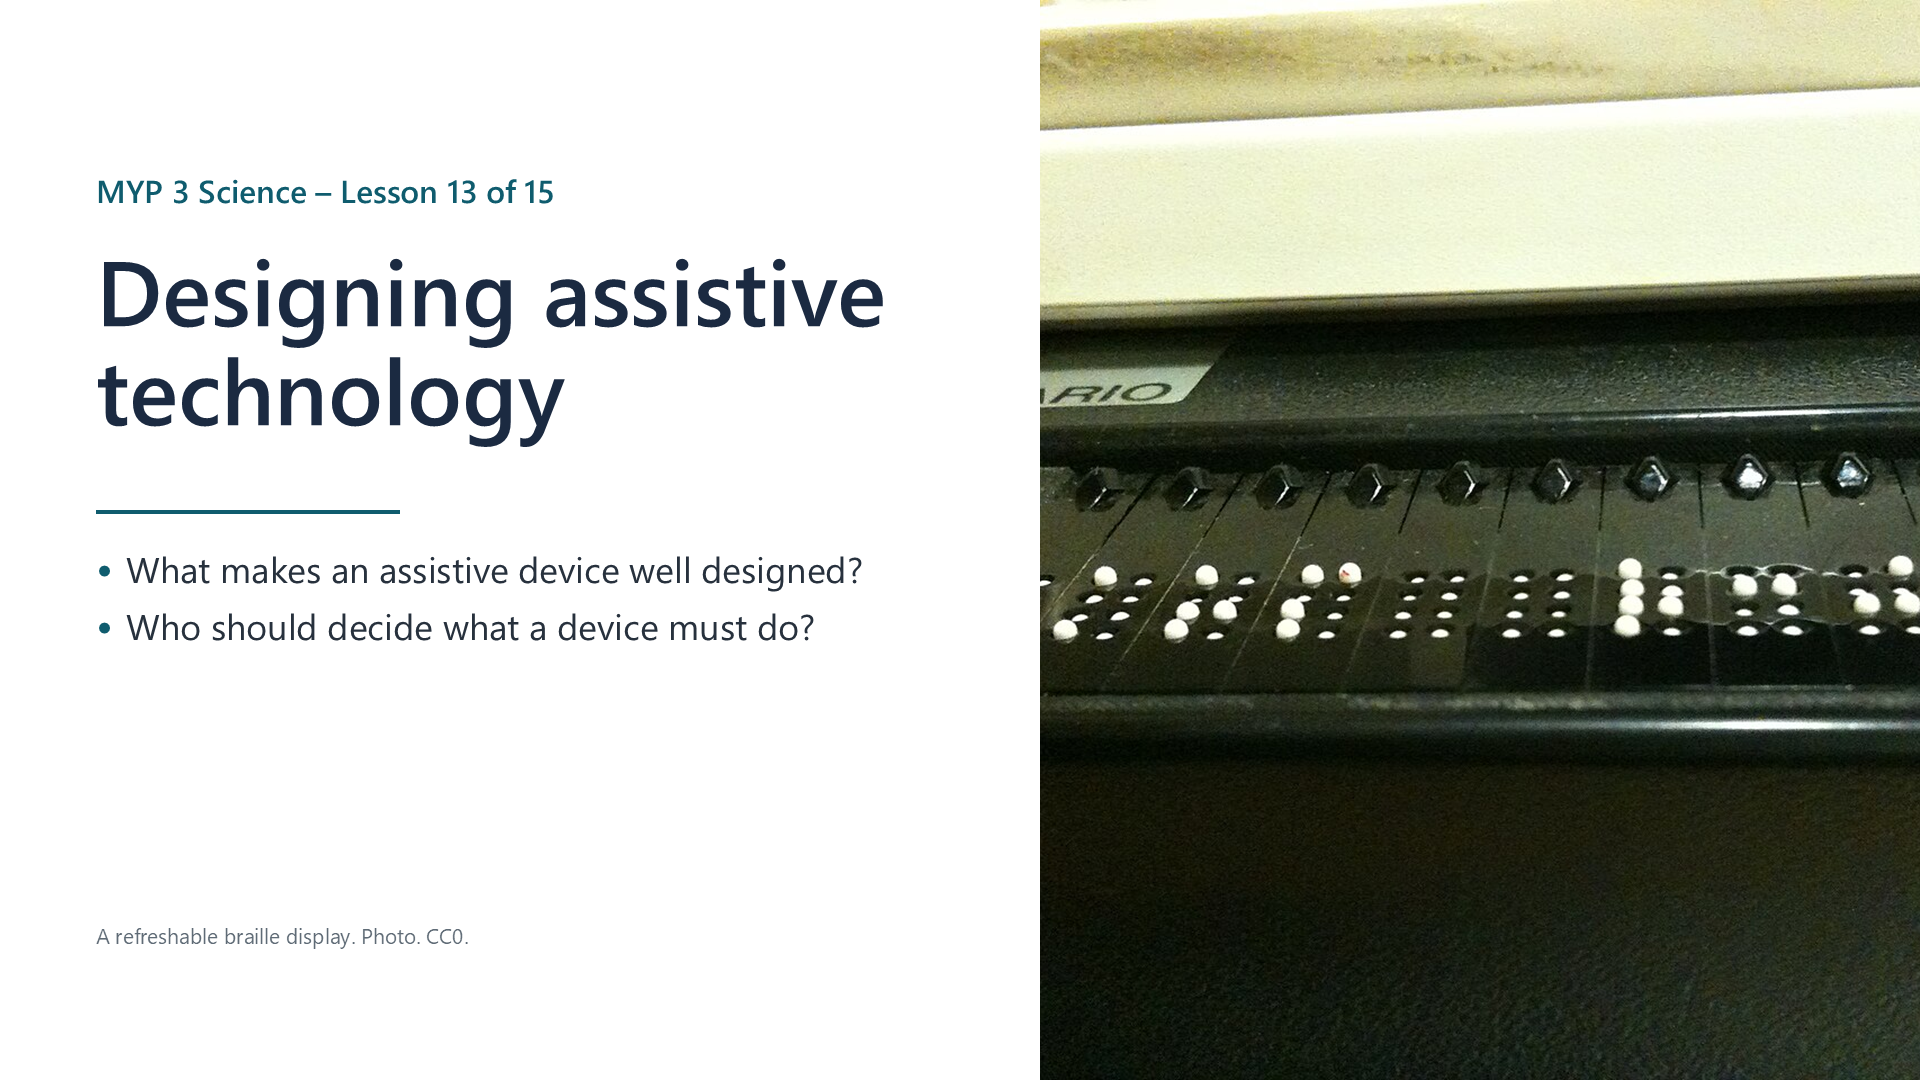 MYP 3 Science – Lesson 13 of 15
Designing assistive
technology
• What makes an assistive device well designed?
• Who should decide what a device must do?
A refreshable braille display. Photo. CC0.
ARIO